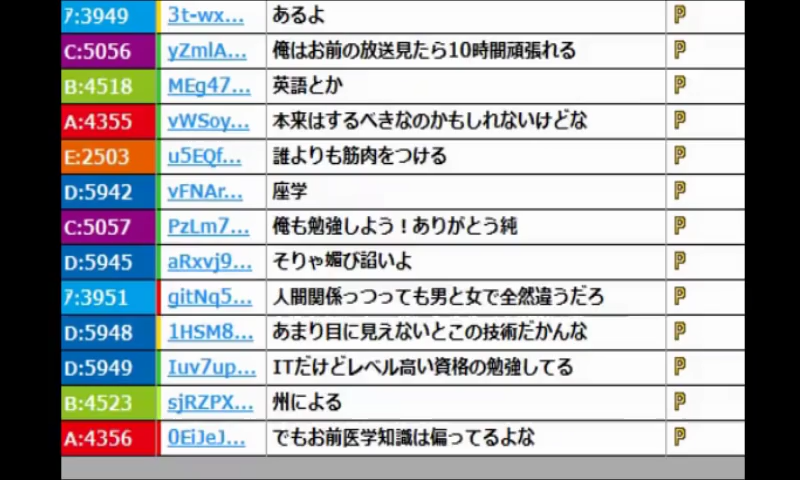 ｱ:3949 3t-wx... あるよ P
C:5056 yZmlA... 俺はお前の放送見たら10時間頑張れる P
B:4518 MEg47... 英語とか P
A:4355 vWSoy... 本来はするべきなのかもしれないけどな P
E:2503 u5EQf... 誰よりも筋肉をつける P
D:5942 vFNAr... 座学 P
C:5057 PzLm7... 俺も勉強しよう！ありがとう純 P
D:5945 aRxvj9... そりゃ媚び諂いよ P
ｱ:3951 gitNq5... 人間関係っつっても男と女で全然違うだろ P
D:5948 1HSM8... あまり目に見えないとこの技術だかんな P
D:5949 Iuv7up... ITだけどレベル高い資格の勉強してる P
B:4523 sjRZPX... 州による P
A:4356 0EiJeJ... でもお前医学知識は偏ってるよな P